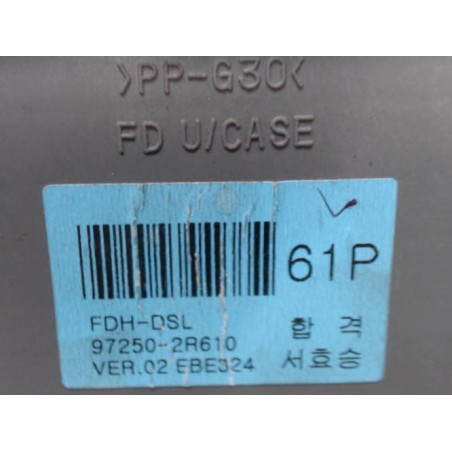 >PP-G30<
FD U/CASE
61P
FDH-DSL
97250-2R610
VER.02 EBE324
합 격
서효승